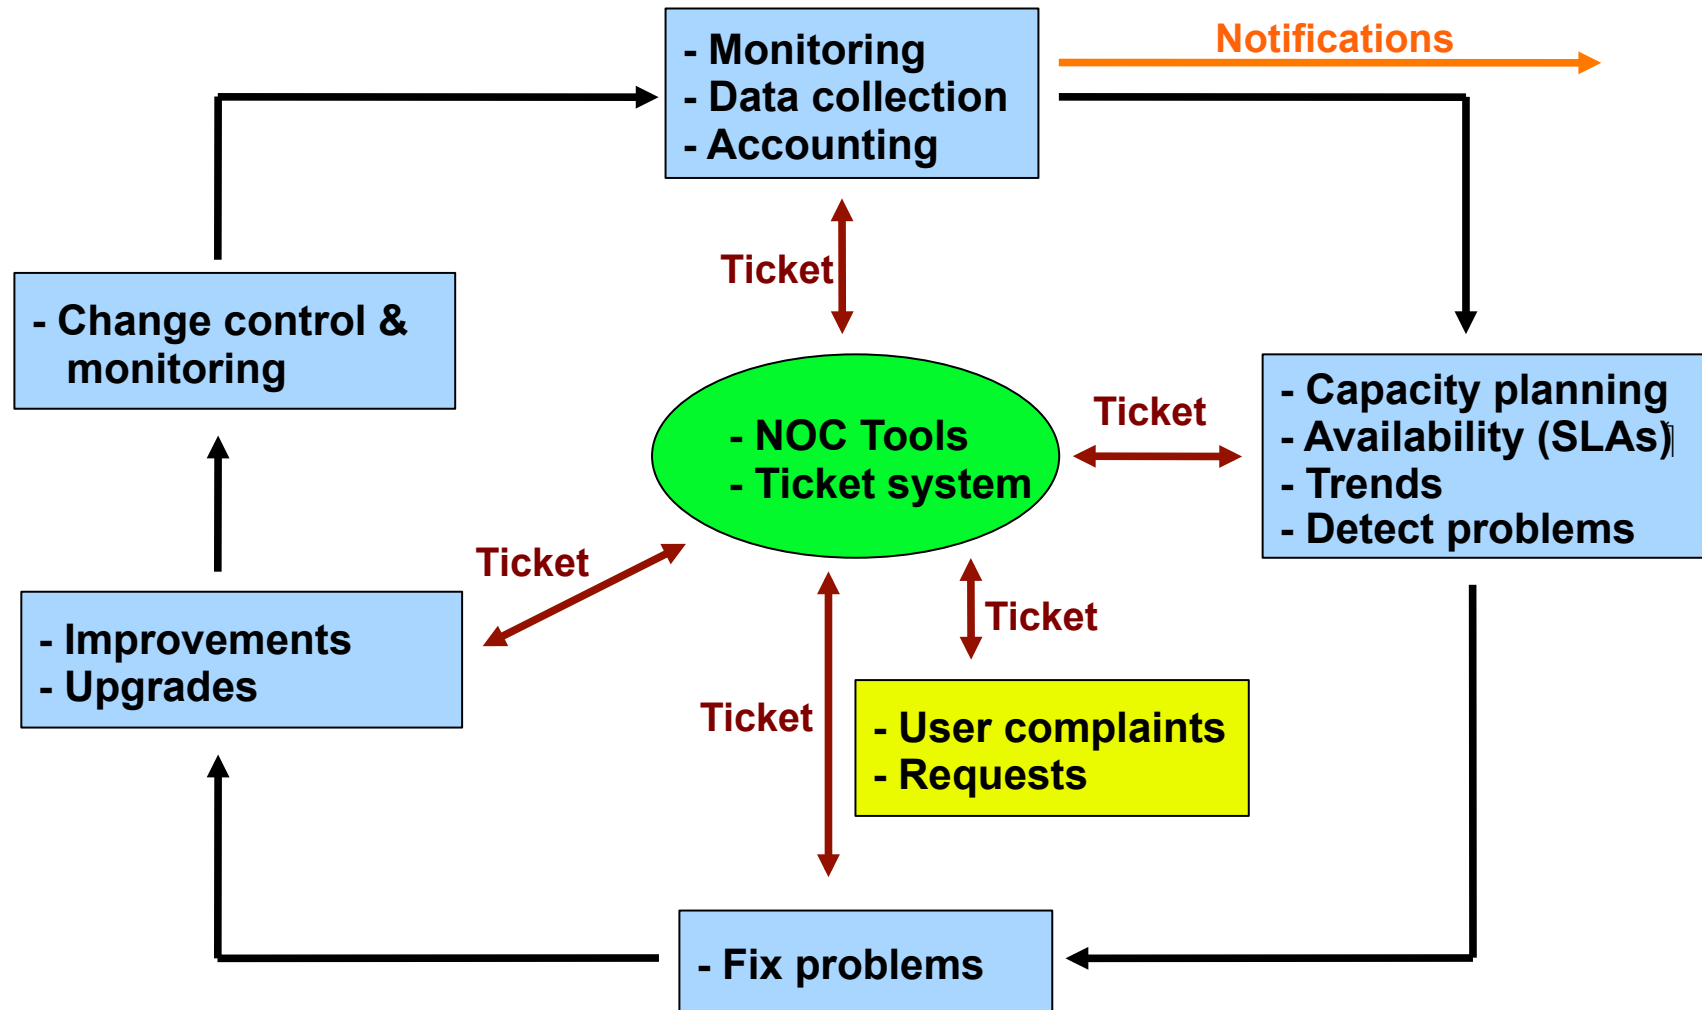 Notifications
- Monitoring
- Data collection
- Accounting
Ticket
- Change control &
monitoring
- NOC Tools
- Ticket system
Ticket
- Capacity planning
- Availability (SLAs)
- Trends
- Detect problems
Ticket
- Improvements
- Upgrades
Ticket
Ticket
- User complaints
- Requests
- Fix problems